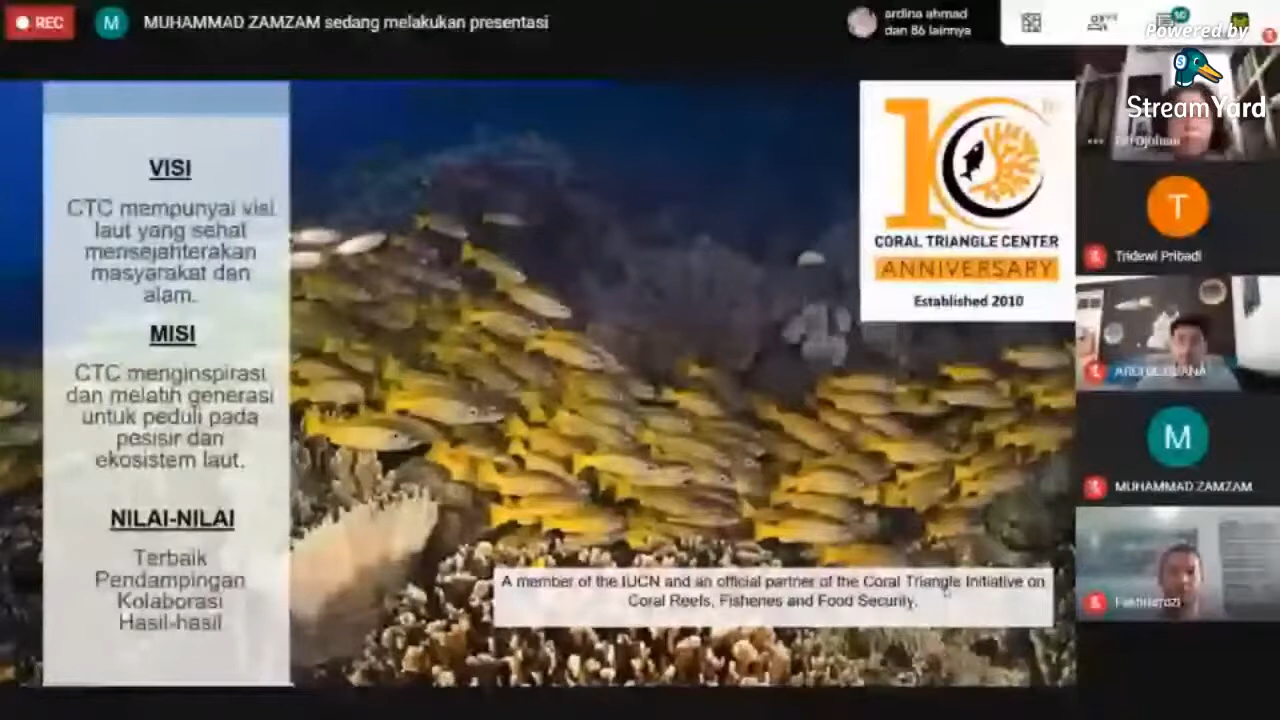 REC
M
MUHAMMAD ZAMZAM sedang melakukan presentasi
ardina ahmad
dan 86 lainnya
Powered by
StreamYard
VISI
CTC mempunyai visi
laut yang sehat
mensejahterakan
masyarakat dan
alam.
MISI
CTC menginspirasi
dan melatih generasi
untuk peduli pada
pesisir dan
ekosistem laut.
NILAI-NILAI
Terbaik
Pendampingan
Kolaborasi
Hasil-hasil
10
CORAL TRIANGLE CENTER
ANNIVERSARY
Established 2010
A member of the IUCN and an official partner of the Coral Triangle Initiative on
Coral Reefs, Fisheries and Food Security.
T
Tridewi Pribadi
M
MUHAMMAD ZAMZAM